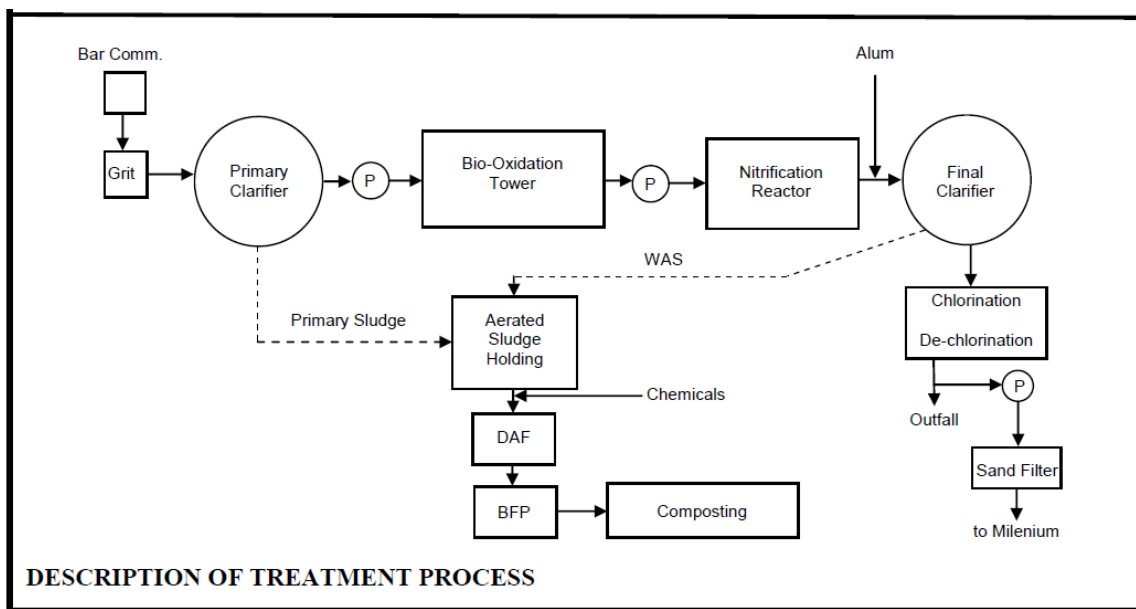 Bar Comm.
Alum
Grit
Primary
Clarifier
P
Bio-Oxidation
Tower
P
Nitrification
Reactor
Final
Clarifier
WAS
Primary Sludge
Aerated
Sludge
Holding
Chlorination
De-chlorination
P
Chemicals
Outfall
DAF
Sand Filter
BFP
Composting
to Milenium
DESCRIPTION OF TREATMENT PROCESS